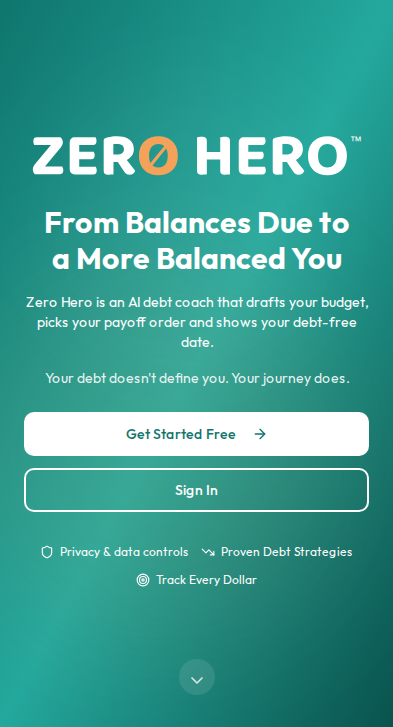 ZERO HERO™
From Balances Due to
a More Balanced You
Zero Hero is an AI debt coach that drafts your budget,
picks your payoff order and shows your debt-free
date.
Your debt doesn't define you. Your journey does.
Get Started Free
Sign In
Privacy & data controls
Proven Debt Strategies
Track Every Dollar